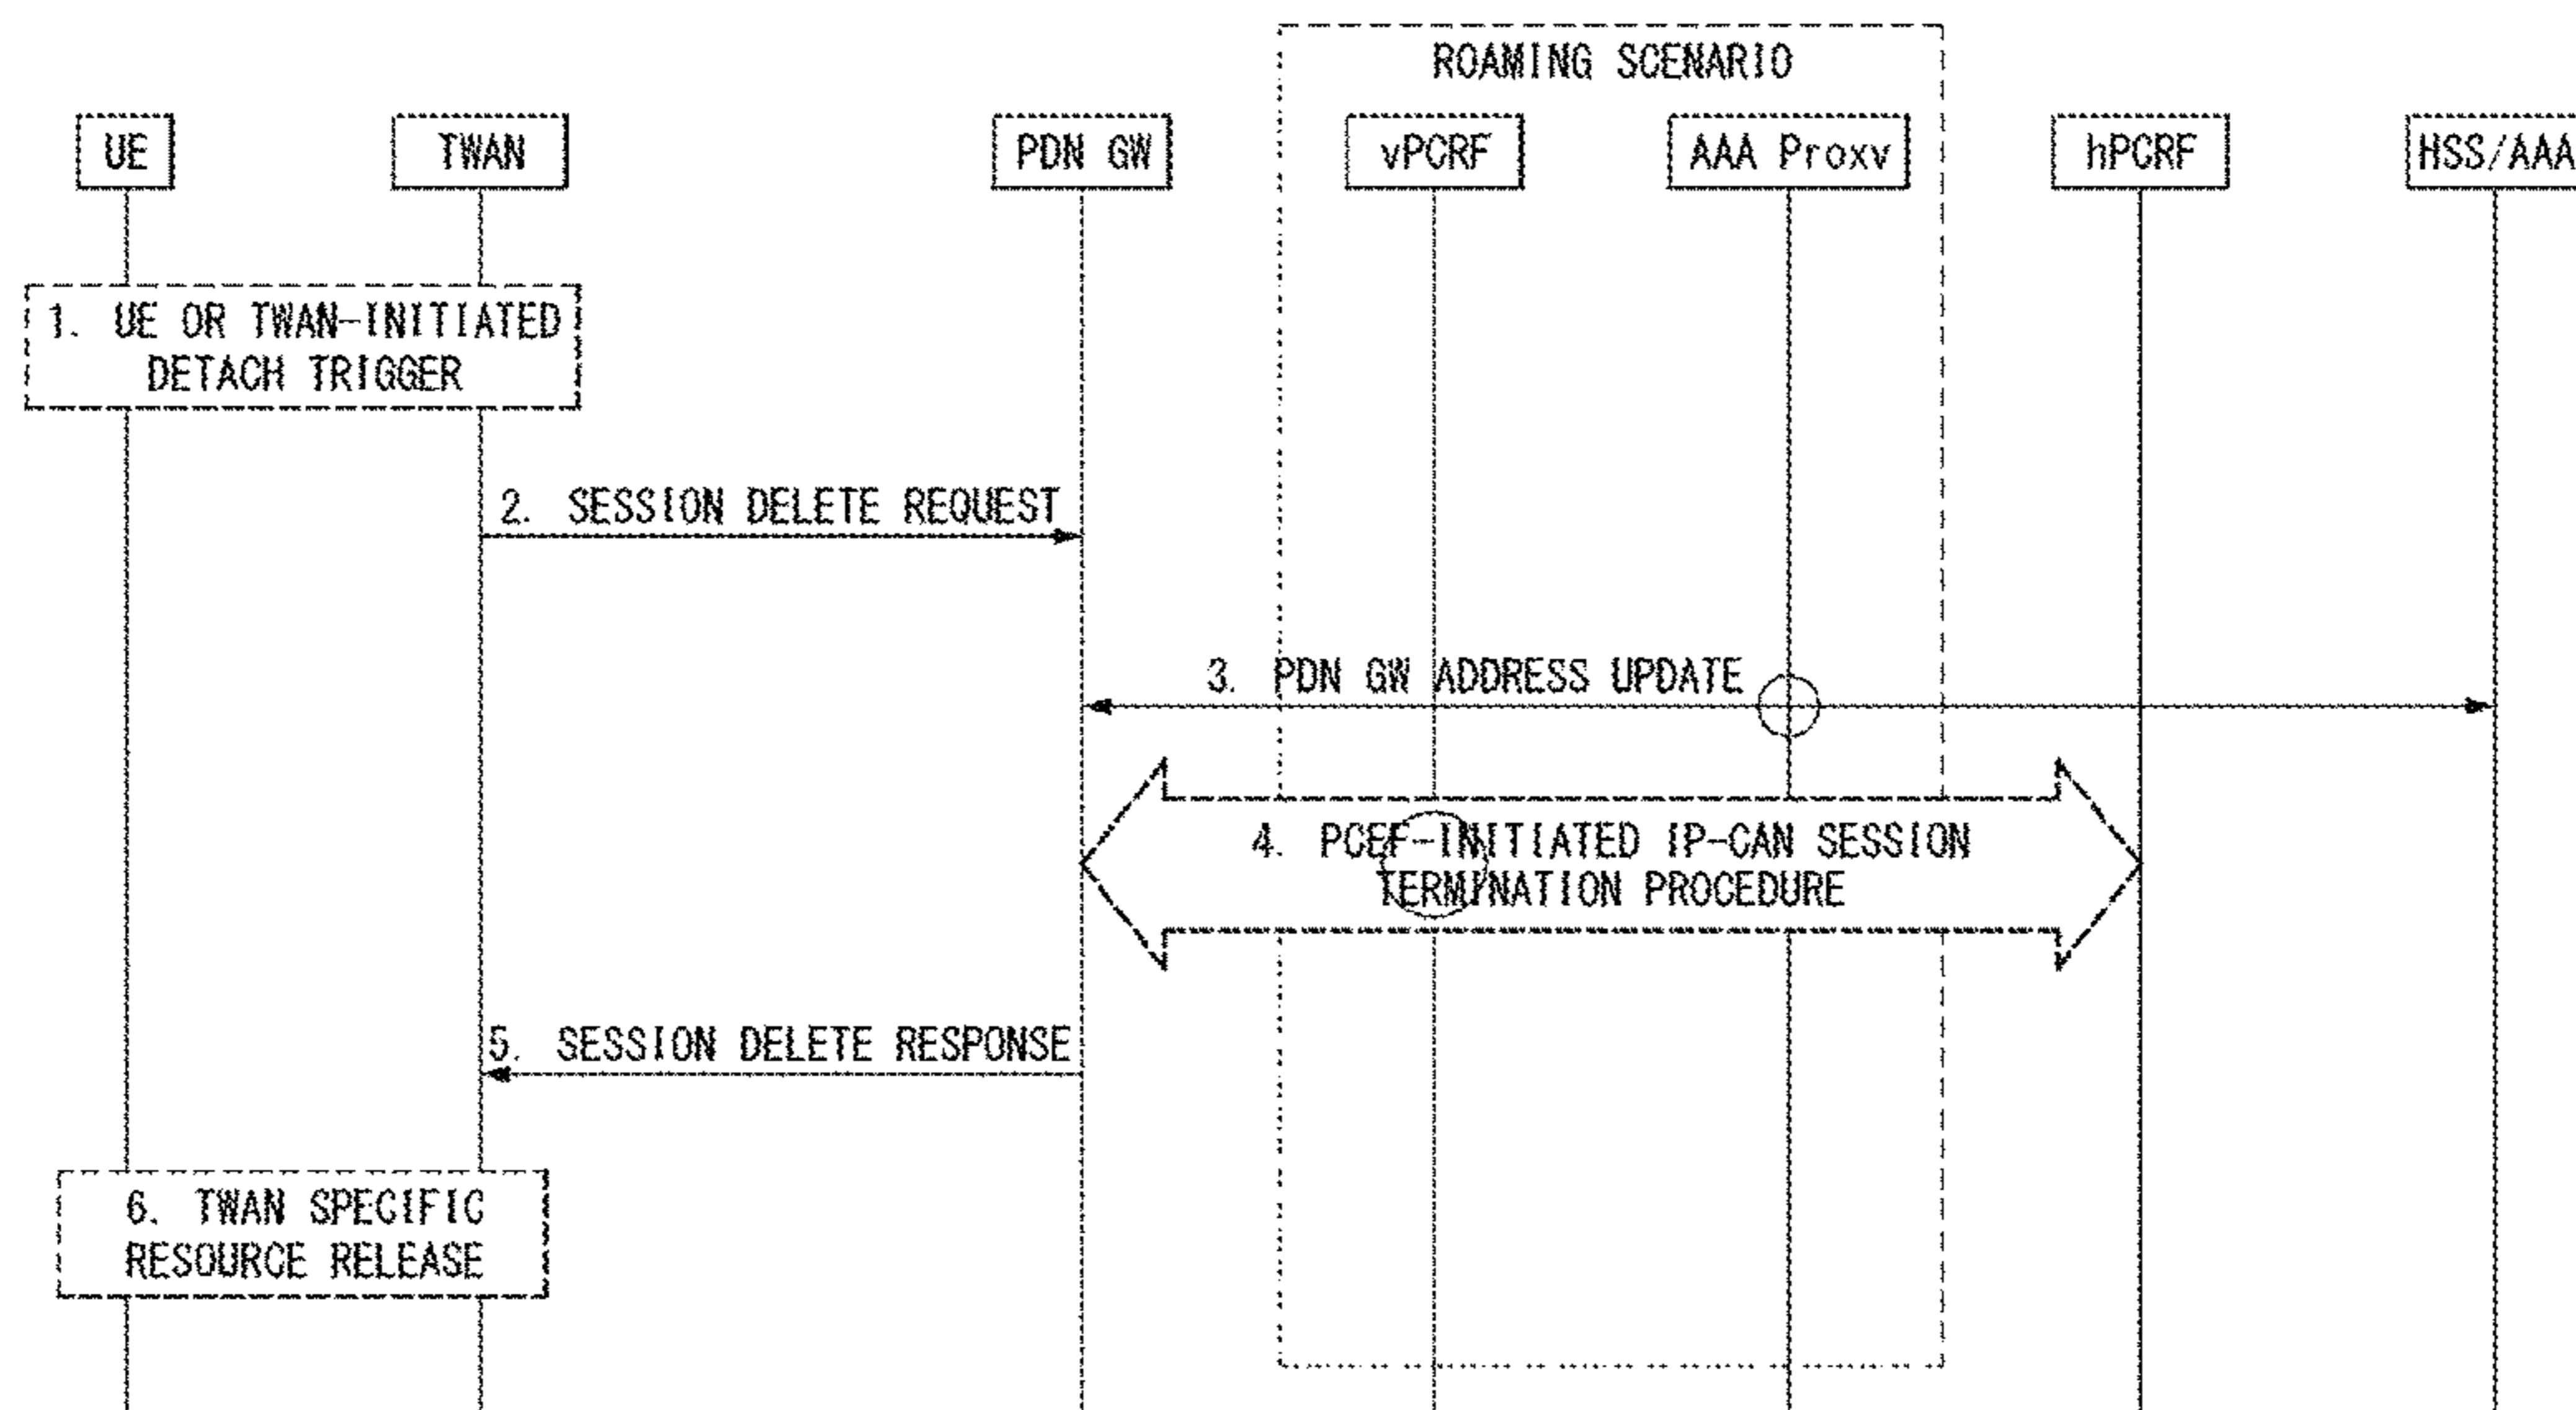 ROAMING SCENARIO
UE
TWAN
PDN GW
vPCRF
AAA Proxy
hPCRF
HSS/AAA
1. UE OR TWAN-INITIATED
DETACH TRIGGER
2. SESSION DELETE REQUEST
3. PDN GW ADDRESS UPDATE
4. PCEF-INITIATED IP-CAN SESSION
TERMINATION PROCEDURE
5. SESSION DELETE RESPONSE
6. TWAN SPECIFIC
RESOURCE RELEASE